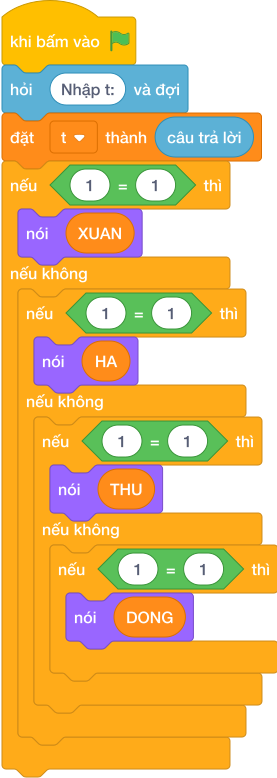 khi bấm vào
hỏi Nhập t: và đợi
đặt t thành câu trả lời
nếu 1 = 1 thì
nói XUAN
nếu không
nếu 1 = 1 thì
nói HA
nếu không
nếu 1 = 1 thì
nói THU
nếu không
nếu 1 = 1 thì
nói DONG